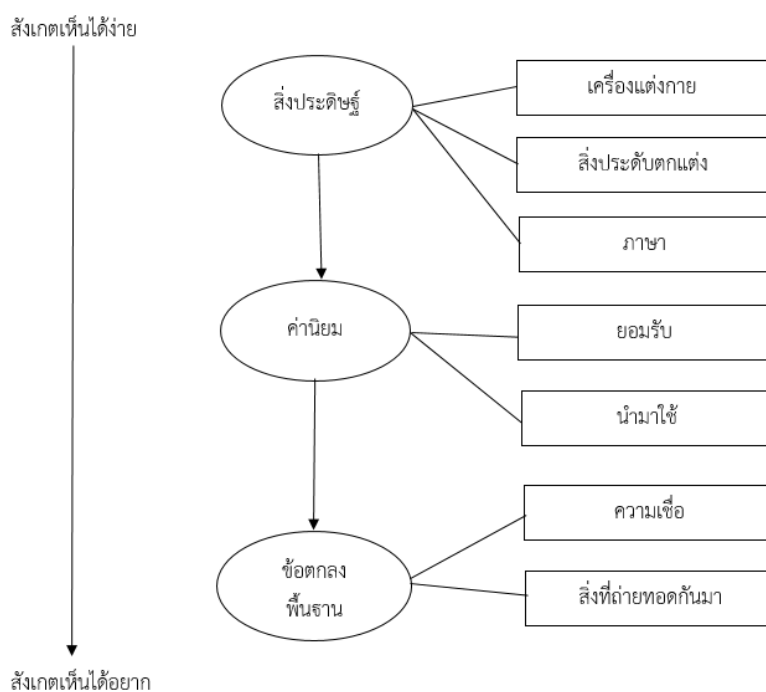 สังเกตเห็นได้ง่าย
สิ่งประดิษฐ์
เครื่องแต่งกาย
สิ่งประดับตกแต่ง
ภาษา
ค่านิยม
ยอมรับ
นำมาใช้
ข้อตกลง
พื้นฐาน
ความเชื่อ
สิ่งที่ถ่ายทอดกันมา
สังเกตเห็นได้อยาก